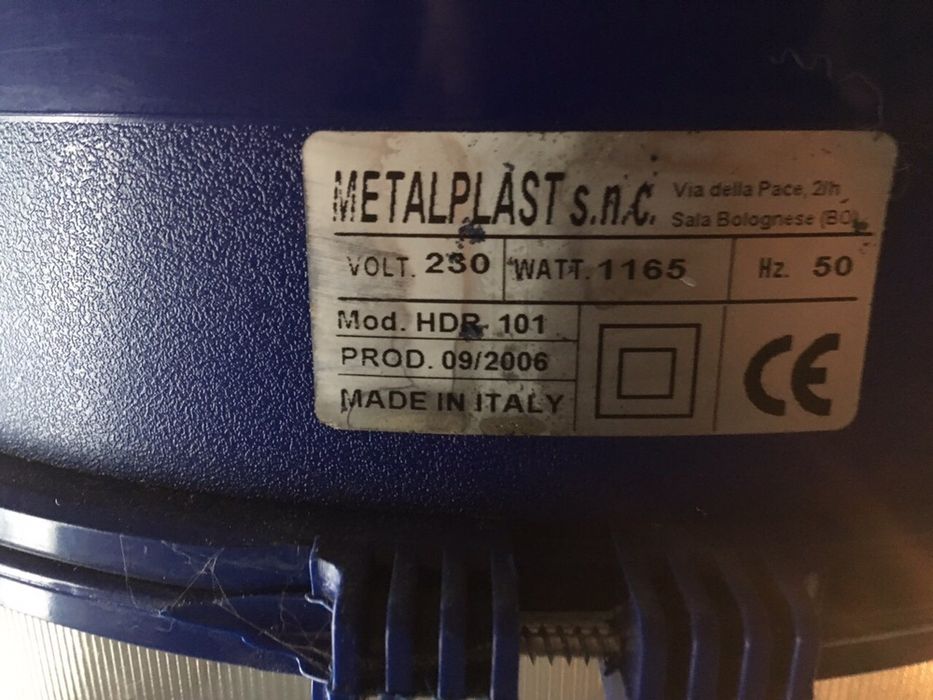 METALPLAST s.n.c. Via della Pace, 2/h
Sala Bolognese (BO)
VOLT. 230 WATT. 1165 Hz. 50
Mod. HDR 101
PROD. 09/2006
MADE IN ITALY
CE